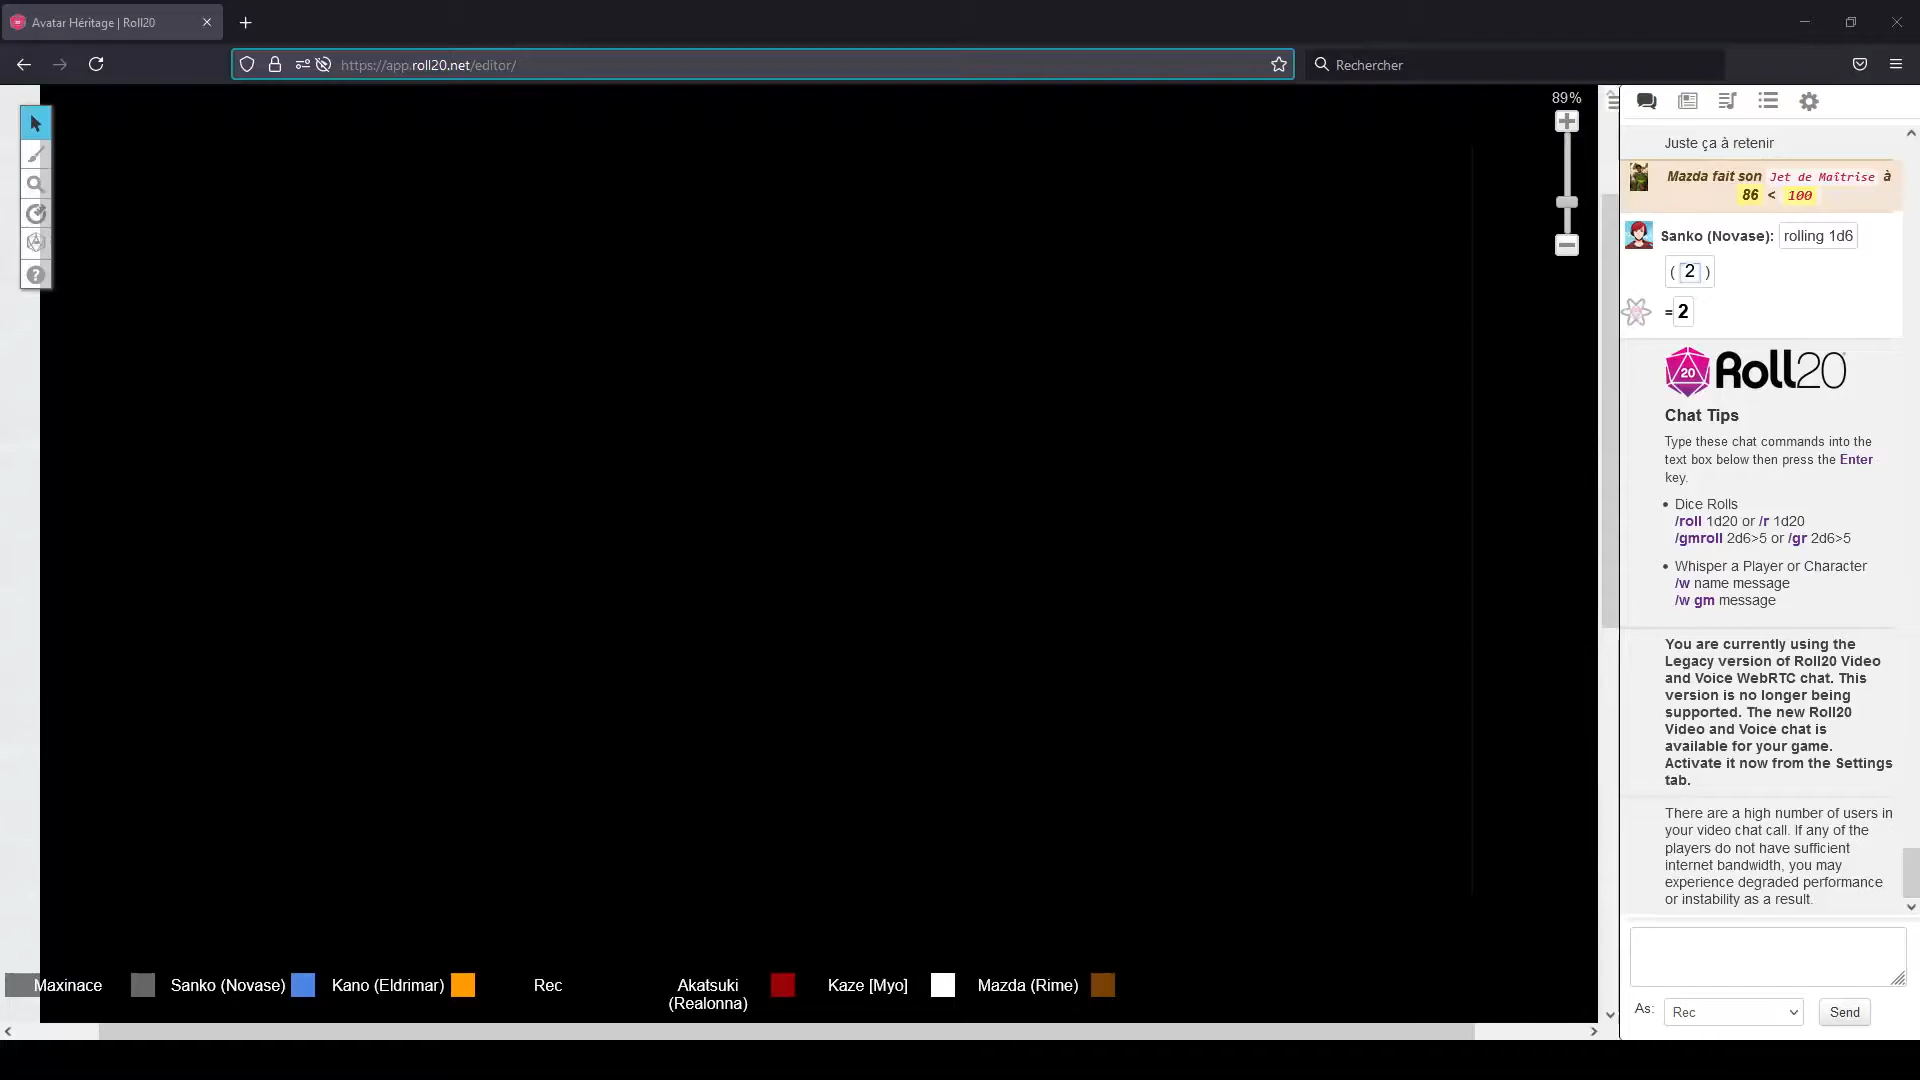 Avatar Héritage | Roll20
https://app.roll20.net/editor/
Rechercher
89%
Juste ça à retenir
Mazda fait son Jet de Maîtrise à
86 < 100
Sanko (Novase): rolling 1d6
( 2 )
=2
20 Roll20
Chat Tips
Type these chat commands into the
text box below then press the Enter
key.
• Dice Rolls
/roll 1d20 or /r 1d20
/gmroll 2d6>5 or /gr 2d6>5
• Whisper a Player or Character
/w name message
/w gm message
You are currently using the
Legacy version of Roll20 Video
and Voice WebRTC chat. This
version is no longer being
supported. The new Roll20
Video and Voice chat is
available for your game.
Activate it now from the Settings
tab.
There are a high number of users in
your video chat call. If any of the
players do not have sufficient
internet bandwidth, you may
experience degraded performance
or instability as a result.
As: Rec Send
Maxinace
Sanko (Novase)
Kano (Eldrimar)
Rec
Akatsuki
(Realonna)
Kaze [Myo]
Mazda (Rime)